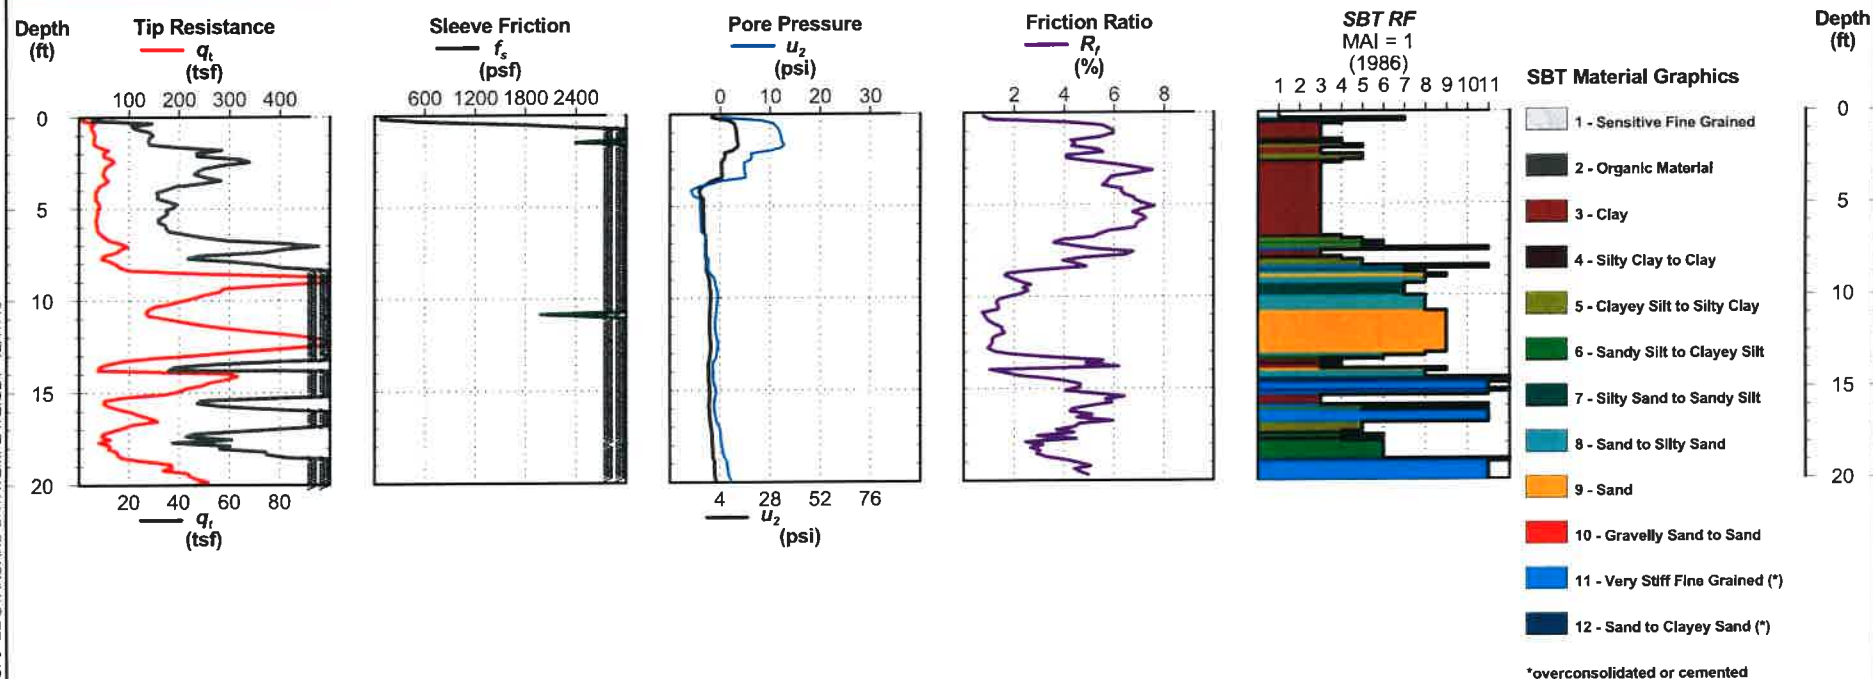 Depth
(ft)
Tip Resistance
qt
(tsf)
100 200 300 400
0
5
10
15
20
20 40 60 80
qt
(tsf)
Sleeve Friction
fs
(psf)
600 1200 1800 2400
Pore Pressure
u2
(psi)
0 10 20 30
4 28 52 76
u2
(psi)
Friction Ratio
Rf
(%)
2 4 6 8
SBT RF
MAI = 1
(1986)
1 2 3 4 5 6 7 8 9 10 11
SBT Material Graphics
1 - Sensitive Fine Grained
2 - Organic Material
3 - Clay
4 - Silty Clay to Clay
5 - Clayey Silt to Silty Clay
6 - Sandy Silt to Clayey Silt
7 - Silty Sand to Sandy Silt
8 - Sand to Silty Sand
9 - Sand
10 - Gravelly Sand to Sand
11 - Very Stiff Fine Grained (*)
12 - Sand to Clayey Sand (*)
*overconsolidated or cemented
Depth
(ft)
0
5
10
15
20